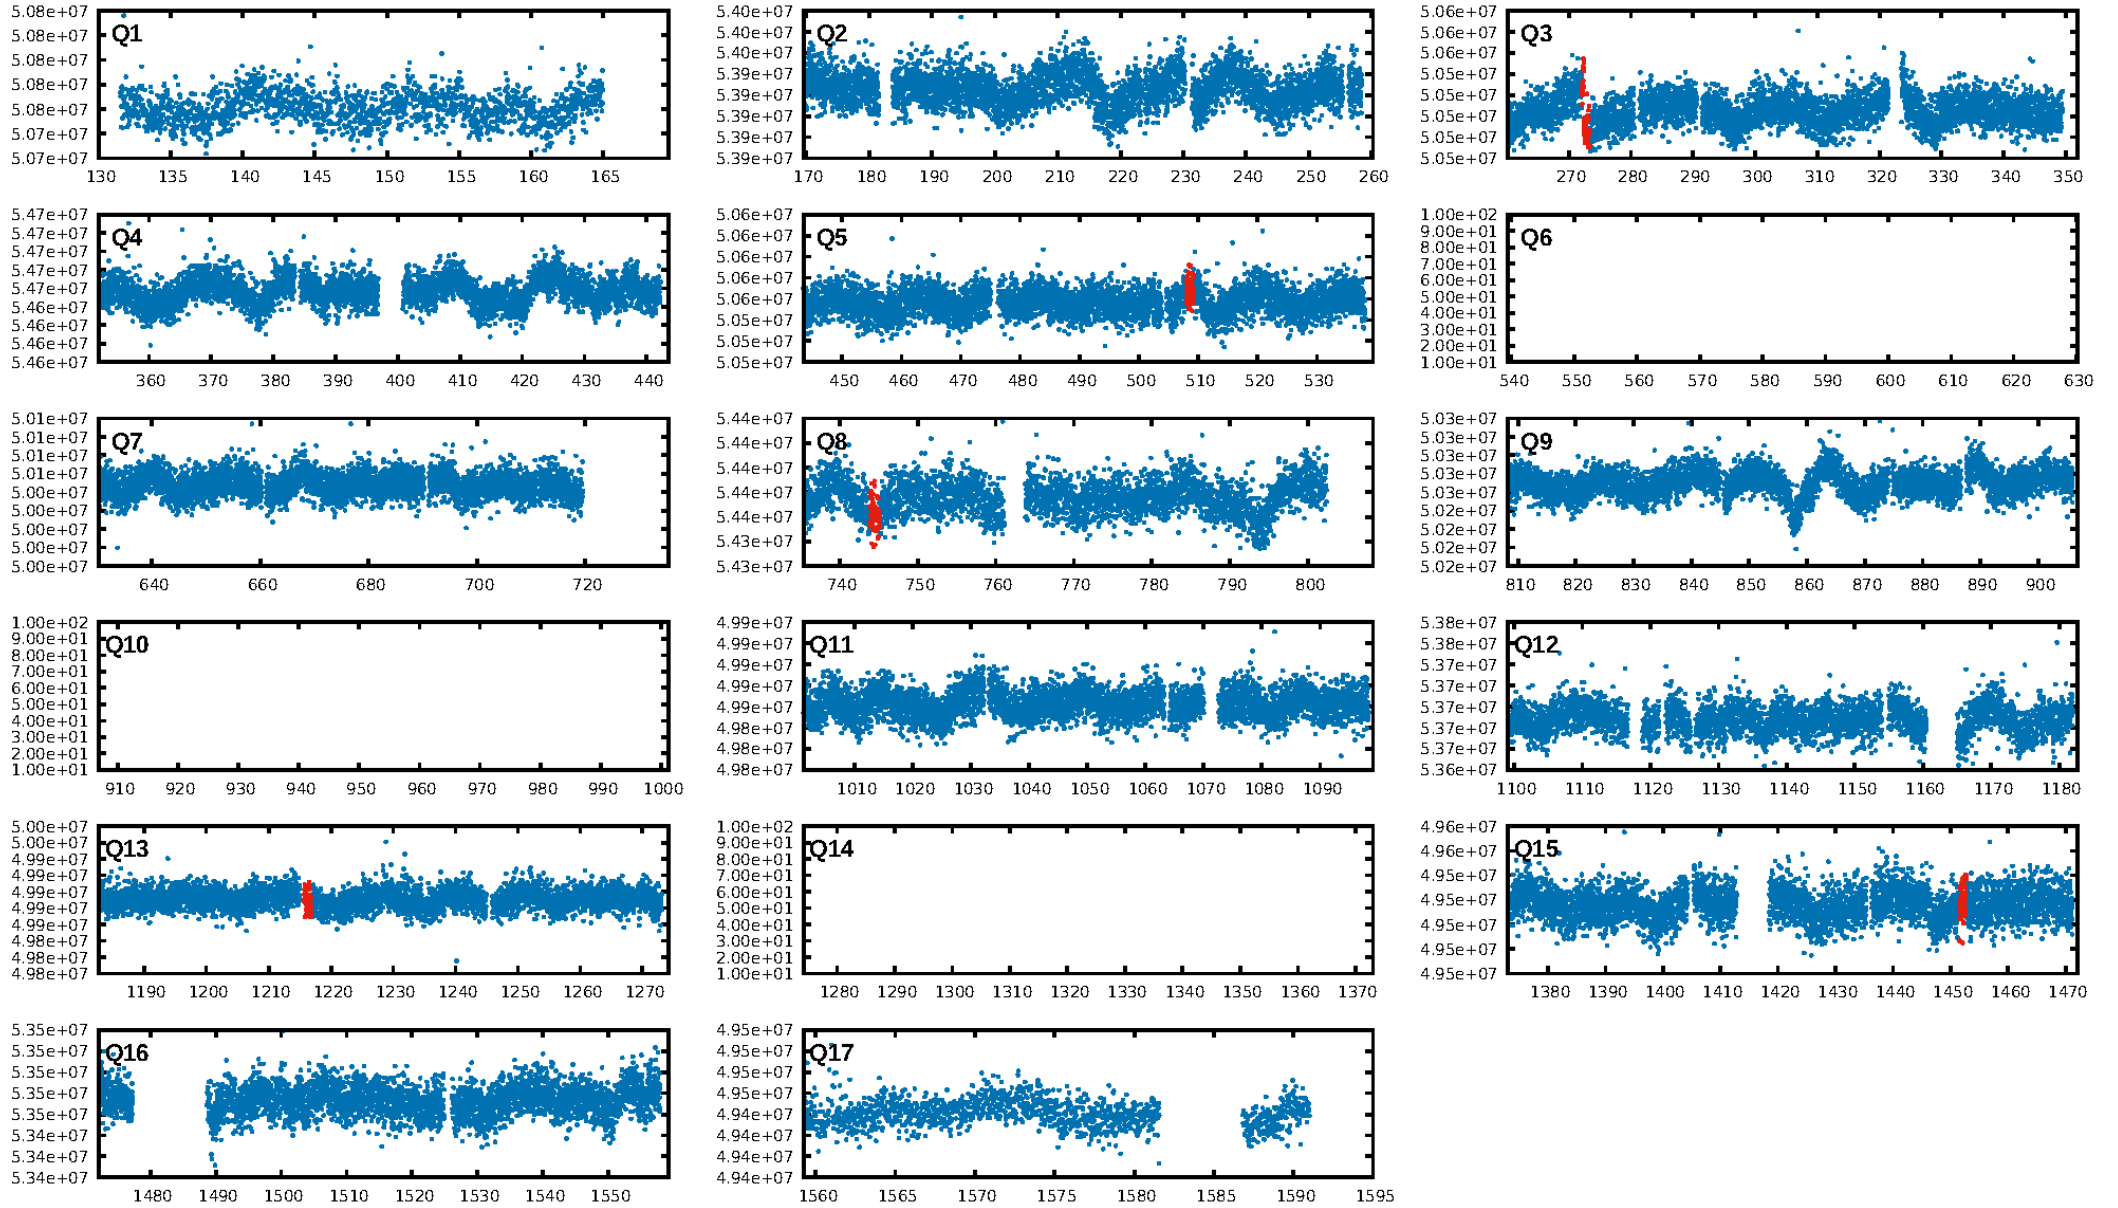 Q1
5.08e+07
5.08e+07
5.08e+07
5.08e+07
5.08e+07
5.07e+07
5.07e+07
130 135 140 145 150 155 160 165
Q2
5.40e+07
5.40e+07
5.40e+07
5.39e+07
5.39e+07
5.39e+07
5.39e+07
5.39e+07
170 180 190 200 210 220 230 240 250 260
Q3
5.06e+07
5.06e+07
5.06e+07
5.05e+07
5.05e+07
5.05e+07
5.05e+07
5.05e+07
270 280 290 300 310 320 330 340 350
Q4
5.47e+07
5.47e+07
5.47e+07
5.47e+07
5.47e+07
5.46e+07
5.46e+07
5.46e+07
5.46e+07
360 370 380 390 400 410 420 430 440
Q5
5.06e+07
5.06e+07
5.06e+07
5.06e+07
5.06e+07
5.05e+07
5.05e+07
5.05e+07
450 460 470 480 490 500 510 520 530
Q6
1.00e+02
9.00e+01
8.00e+01
7.00e+01
6.00e+01
5.00e+01
4.00e+01
3.00e+01
2.00e+01
1.00e+01
540 550 560 570 580 590 600 610 620 630
Q7
5.01e+07
5.01e+07
5.01e+07
5.01e+07
5.00e+07
5.00e+07
5.00e+07
5.00e+07
5.00e+07
640 660 680 700 720
Q8
5.44e+07
5.44e+07
5.44e+07
5.44e+07
5.44e+07
5.43e+07
5.43e+07
740 750 760 770 780 790 800
Q9
5.03e+07
5.03e+07
5.03e+07
5.03e+07
5.03e+07
5.02e+07
5.02e+07
5.02e+07
5.02e+07
810 820 830 840 850 860 870 880 890 900
Q10
1.00e+02
9.00e+01
8.00e+01
7.00e+01
6.00e+01
5.00e+01
4.00e+01
3.00e+01
2.00e+01
1.00e+01
910 920 930 940 950 960 970 980 990 1000
Q11
4.99e+07
4.99e+07
4.99e+07
4.99e+07
4.99e+07
4.98e+07
4.98e+07
4.98e+07
1010 1020 1030 1040 1050 1060 1070 1080 1090
Q12
5.38e+07
5.38e+07
5.37e+07
5.37e+07
5.37e+07
5.37e+07
5.37e+07
5.36e+07
1100 1110 1120 1130 1140 1150 1160 1170 1180
Q13
5.00e+07
5.00e+07
4.99e+07
4.99e+07
4.99e+07
4.99e+07
4.99e+07
4.98e+07
4.98e+07
4.98e+07
1190 1200 1210 1220 1230 1240 1250 1260 1270
Q14
1.00e+02
9.00e+01
8.00e+01
7.00e+01
6.00e+01
5.00e+01
4.00e+01
3.00e+01
2.00e+01
1.00e+01
1280 1290 1300 1310 1320 1330 1340 1350 1360 1370
Q15
4.96e+07
4.96e+07
4.95e+07
4.95e+07
4.95e+07
4.95e+07
4.95e+07
1380 1390 1400 1410 1420 1430 1440 1450 1460 1470
Q16
5.35e+07
5.35e+07
5.35e+07
5.35e+07
5.35e+07
5.34e+07
5.34e+07
5.34e+07
1480 1490 1500 1510 1520 1530 1540 1550
Q17
4.95e+07
4.95e+07
4.95e+07
4.95e+07
4.94e+07
4.94e+07
4.94e+07
4.94e+07
1560 1565 1570 1575 1580 1585 1590 1595